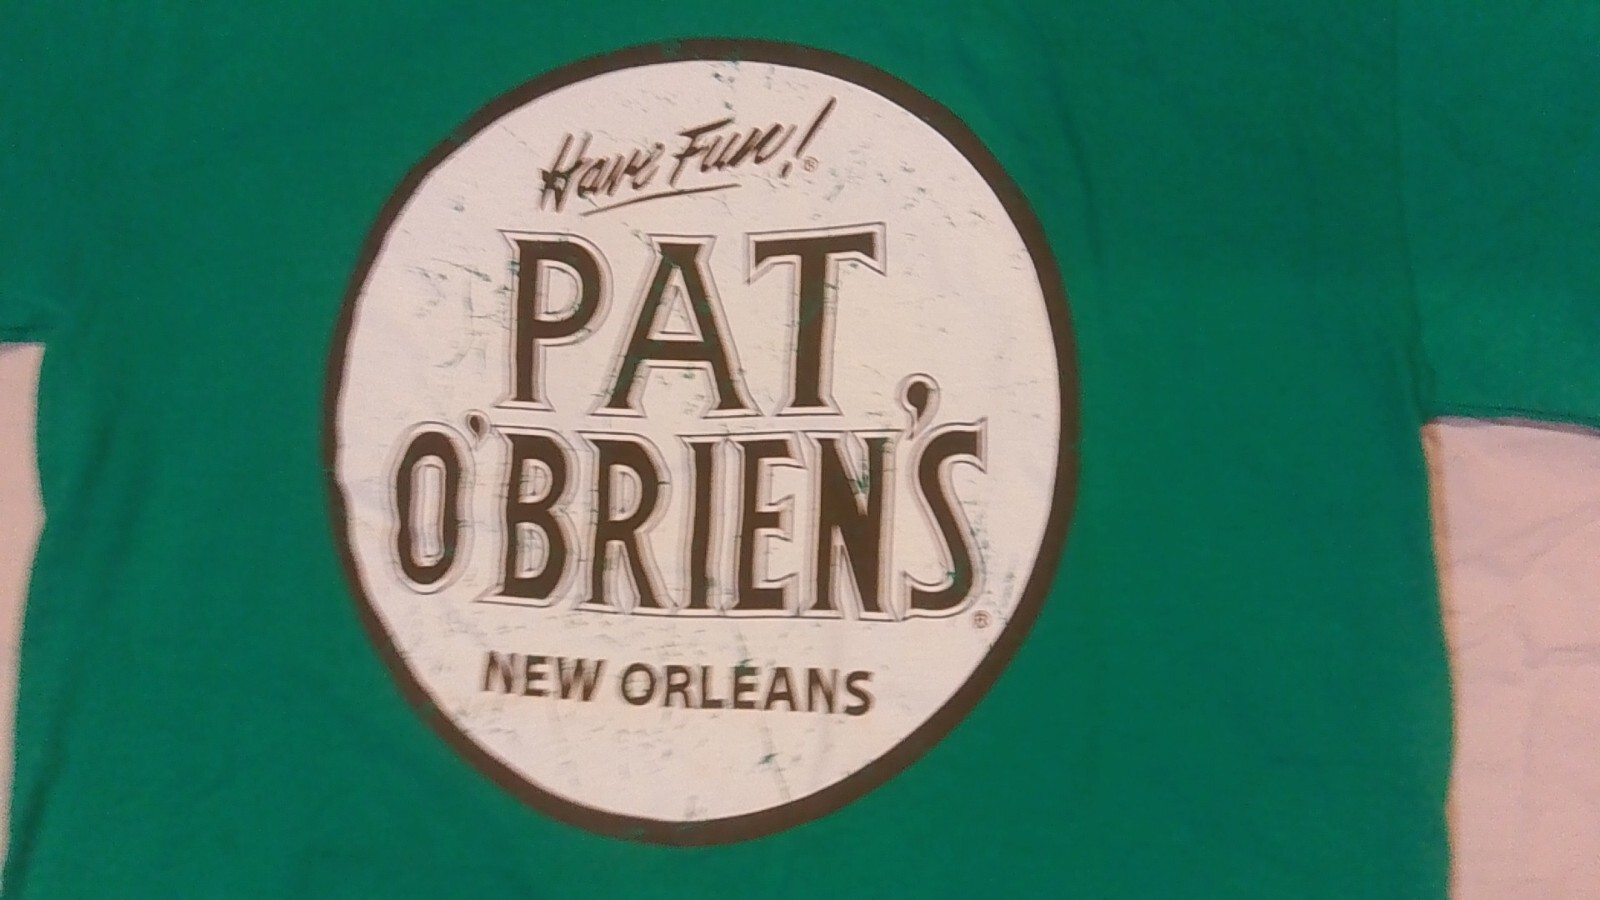 Have Fun!®
PAT
O'BRIEN'S®
NEW ORLEANS